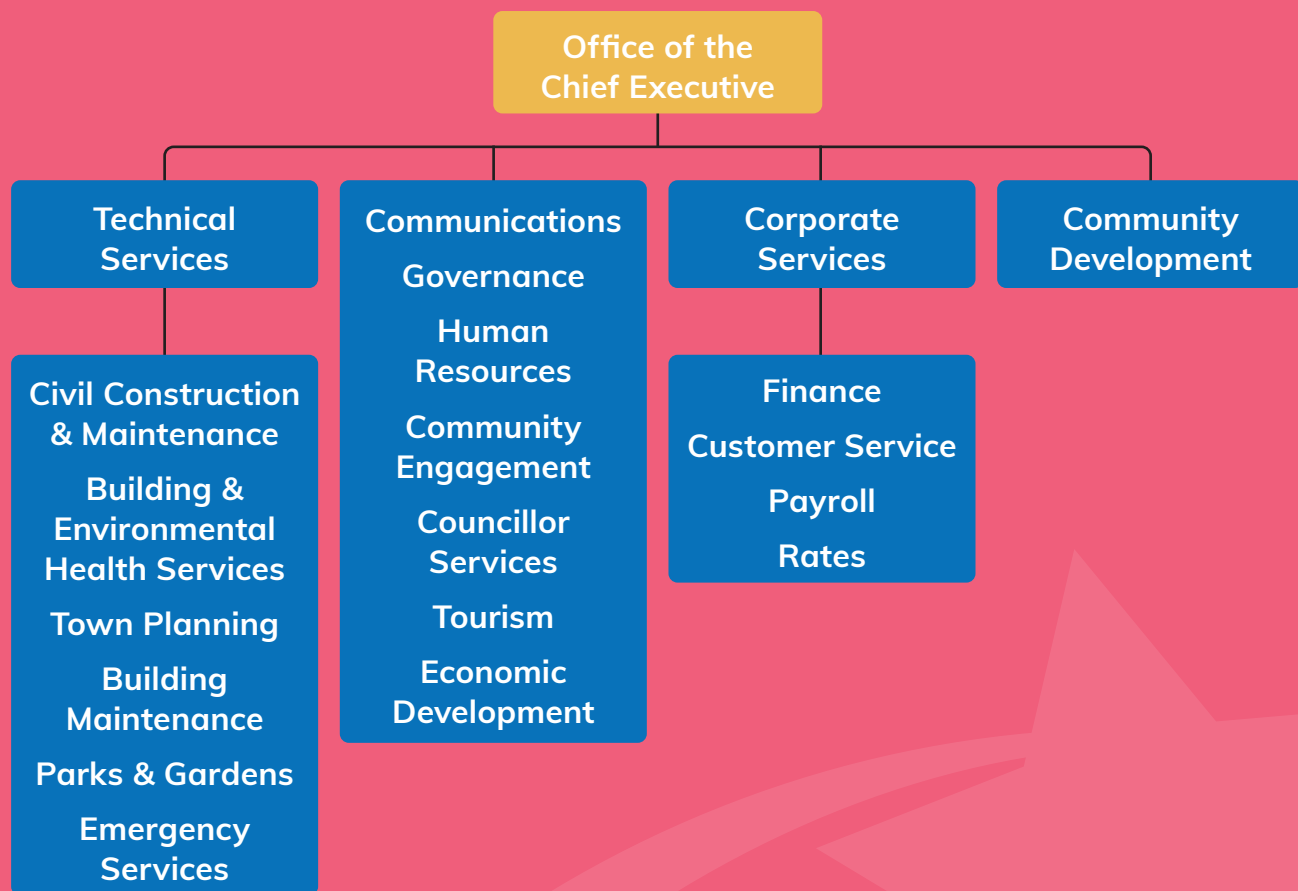 Office of the
Chief Executive
Technical
Services
Communications
Governance
Human
Resources
Community
Engagement
Councillor
Services
Tourism
Economic
Development
Corporate
Services
Community
Development
Civil Construction
& Maintenance
Building &
Environmental
Health Services
Town Planning
Building
Maintenance
Parks & Gardens
Emergency
Services
Finance
Customer Service
Payroll
Rates